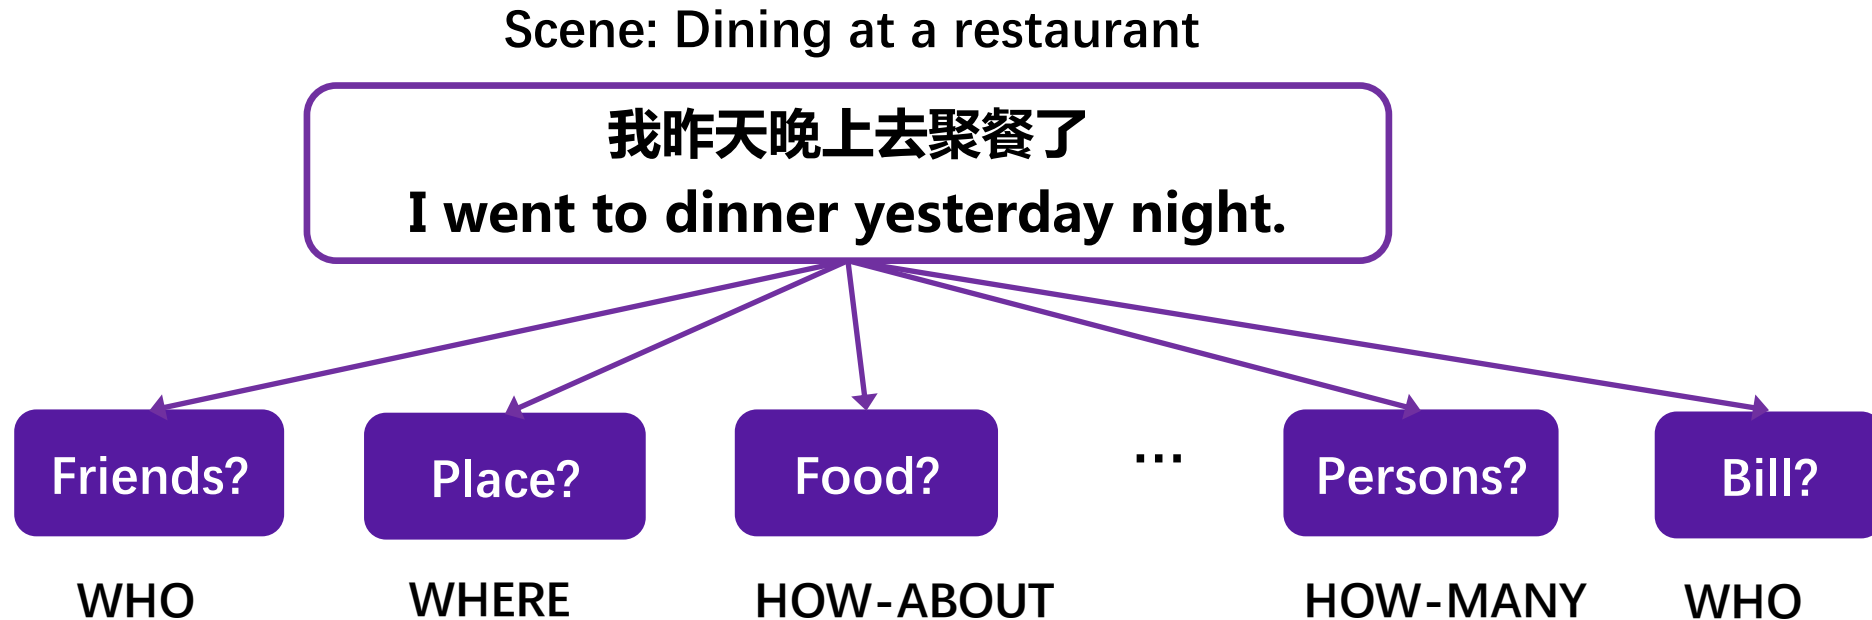 Scene: Dining at a restaurant
我昨天晚上去聚餐了
I went to dinner yesterday night.
Friends? Place? Food? ... Persons? Bill?
WHO WHERE HOW-ABOUT HOW-MANY WHO